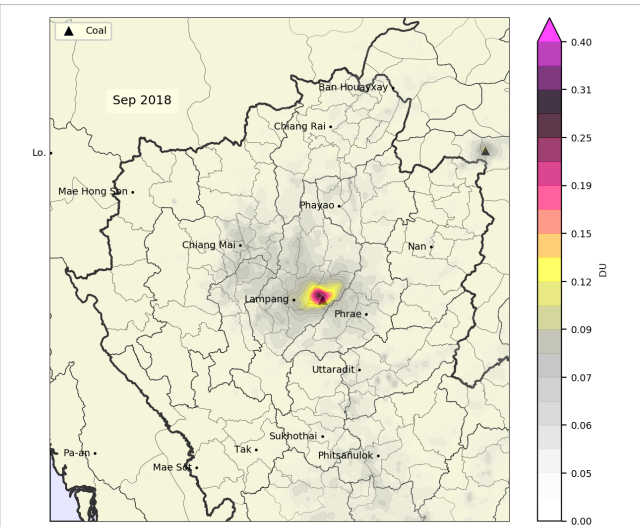 Coal
Sep 2018
Ban Houayxay
Chiang Rai
Lo.
Mae Hong Son
Phayao
Chiang Mai
Nan
Lampang
Phrae
Uttaradit
Sukhothai
Tak
Phitsanulok
Pa-an
Mae Sot
0.40
0.31
0.25
0.19
0.15
0.12
0.09
0.07
0.06
0.05
0.00
DU